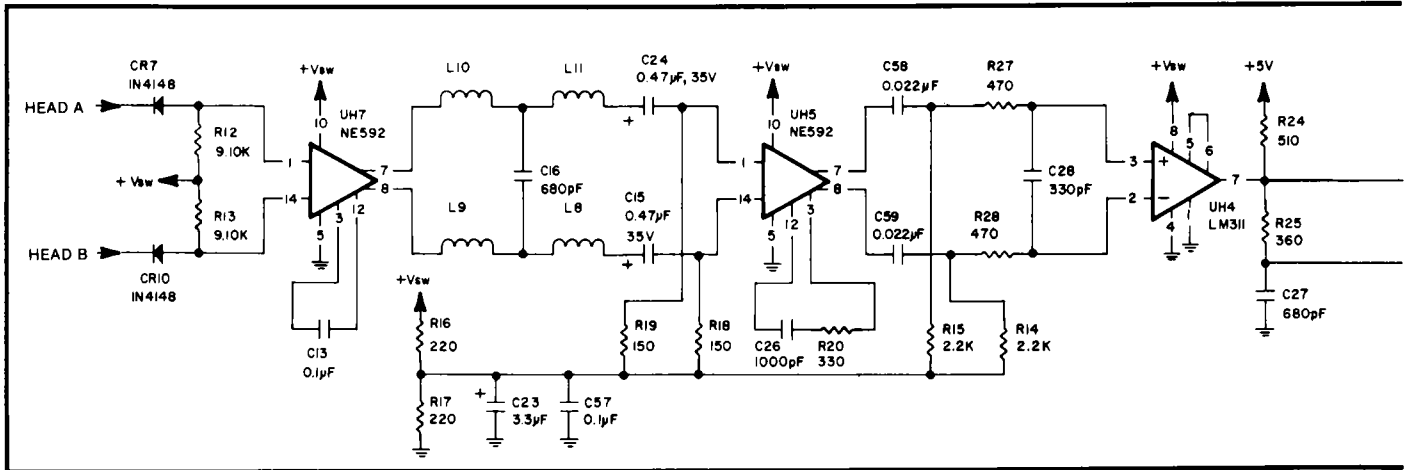 HEAD A
CR7
1N4148
R12
9.10K
+ Vsw
R13
9.10K
HEAD B
CR10
1N4148
+Vsw
10
UH7
NE592
1
14
7
8
3
12
5
C13
0.1µF
L10
L11
C16
680pF
L9
L8
C24
0.47µF, 35V
+
C15
0.47µF
35V
+
+Vsw
R16
220
R17
220
+
C23
3.3µF
C57
0.1µF
R19
150
R18
150
+Vsw
10
UH5
NE592
1
14
7
8
12
3
5
C26
1000pF
R20
330
C58
0.022µF
C59
0.022µF
R27
470
R28
470
C28
330pF
R15
2.2K
R14
2.2K
+Vsw
8
5
6
3
+
2
−
7
4
1
UH4
LM311
+5V
R24
510
R25
360
C27
680pF